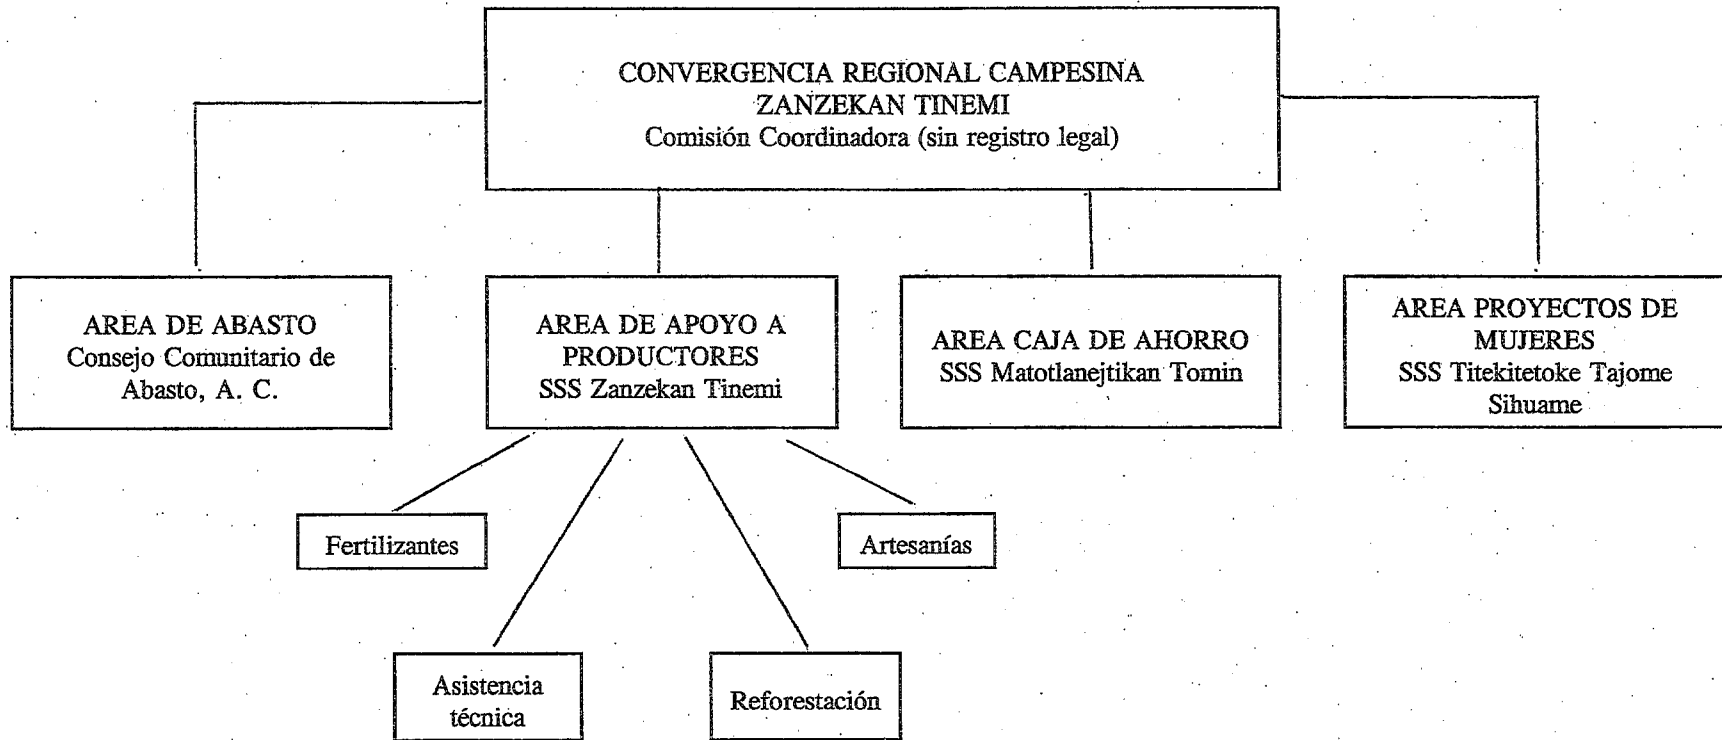 CONVERGENCIA REGIONAL CAMPESINA
ZANZEKAN TINEMI
Comisión Coordinadora (sin registro legal)
AREA DE ABASTO
Consejo Comunitario de
Abasto, A. C.
AREA DE APOYO A
PRODUCTORES
SSS Zanzekan Tinemi
AREA CAJA DE AHORRO
SSS Matotlanejtikan Tomin
AREA PROYECTOS DE
MUJERES
SSS Titekitetoke Tajome
Sihuame
Fertilizantes
Artesanías
Asistencia
técnica
Reforestación